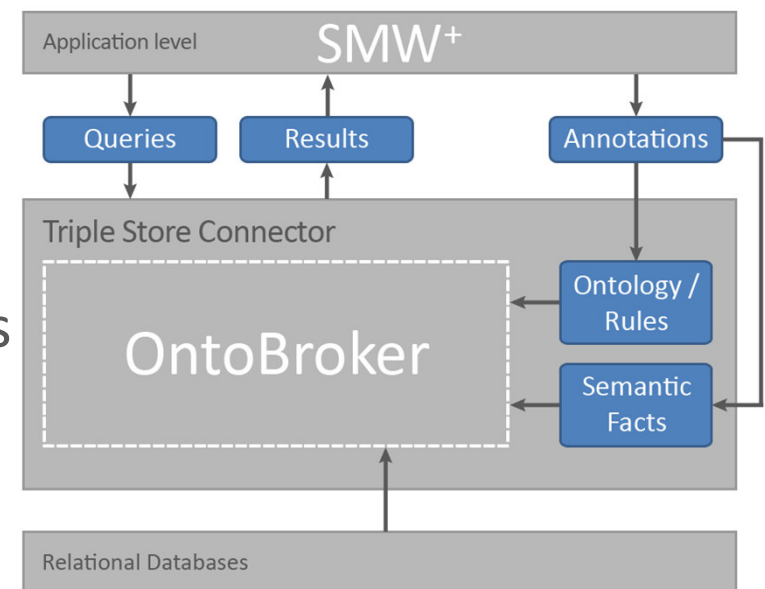 Application level
SMW+
Queries
Results
Annotations
Triple Store Connector
Ontology /
Rules
s
OntoBroker
Semantic
Facts
Relational Databases